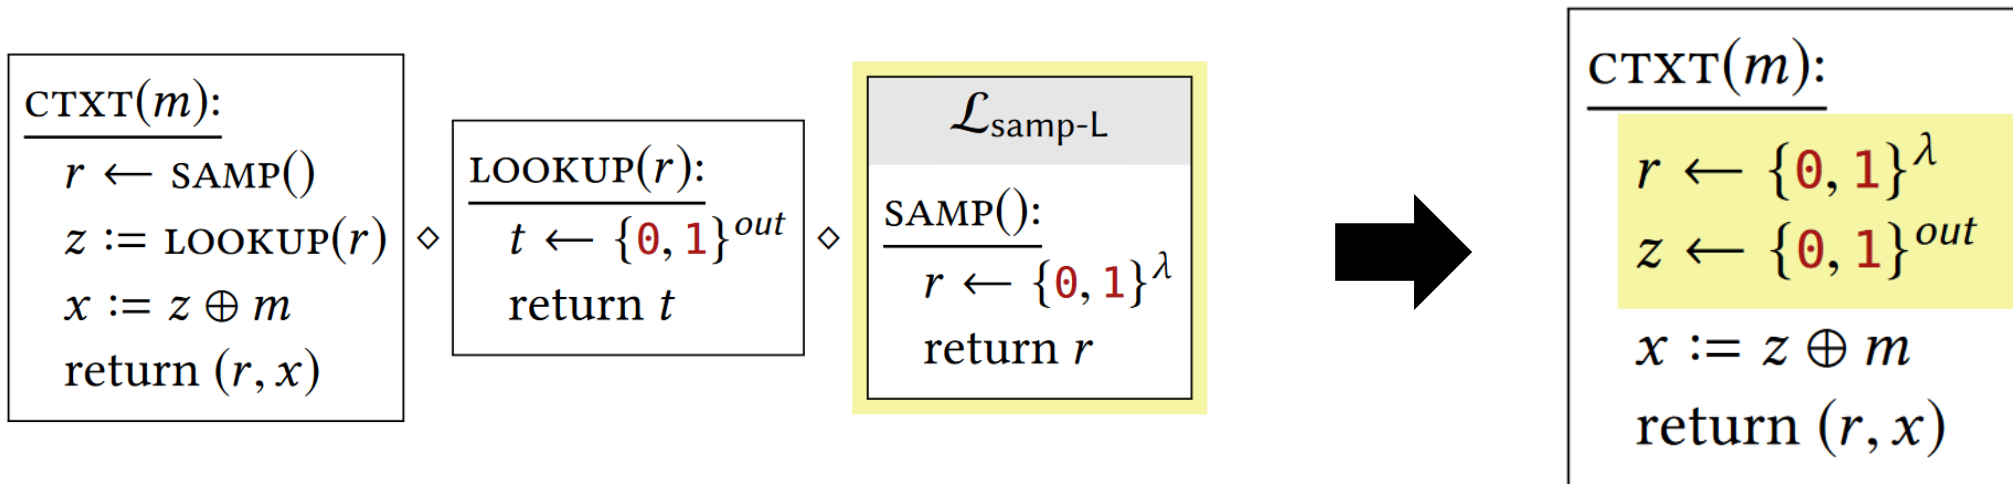 CTXT(m):
r ← SAMP()
z := LOOKUP(r)
x := z ⊕ m
return (r, x)
⋄
LOOKUP(r):
t ← {0, 1}^out
return t
⋄
ℒsamp-L
SAMP():
r ← {0, 1}^λ
return r
CTXT(m):
r ← {0, 1}^λ
z ← {0, 1}^out
x := z ⊕ m
return (r, x)